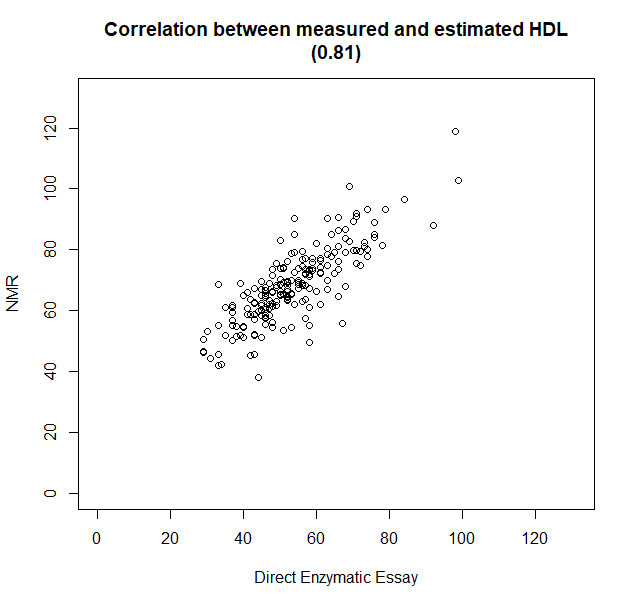 Correlation between measured and estimated HDL
(0.81)
NMR
120
100
80
60
40
20
0
0 20 40 60 80 100 120
Direct Enzymatic Essay